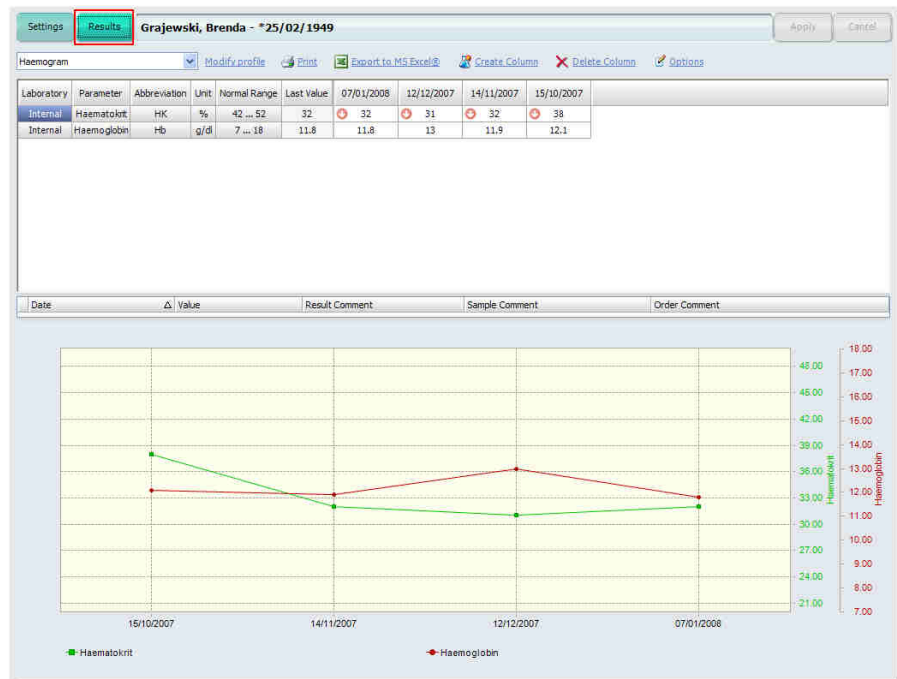 Settings Results Grajewski, Brenda - *25/02/1949 Apply Cancel
Haemogram Modify profile Print Export to MS Excel® Create Column Delete Column Options
Laboratory Parameter Abbreviation Unit Normal Range Last Value 07/01/2008 12/12/2007 14/11/2007 15/10/2007
Internal Haematokrit HK % 42 ... 52 32 32 31 32 38
Internal Haemoglobin Hb g/dl 7 ... 18 11.8 11.8 13 11.9 12.1
Date Value Result Comment Sample Comment Order Comment
18.00
48.00
17.00
45.00
16.00
42.00
15.00
39.00
14.00
36.00
13.00
33.00
12.00
Haematokrit
Haemoglobin
11.00
30.00
10.00
27.00
9.00
24.00
8.00
21.00
7.00
15/10/2007 14/11/2007 12/12/2007 07/01/2008
Haematokrit Haemoglobin